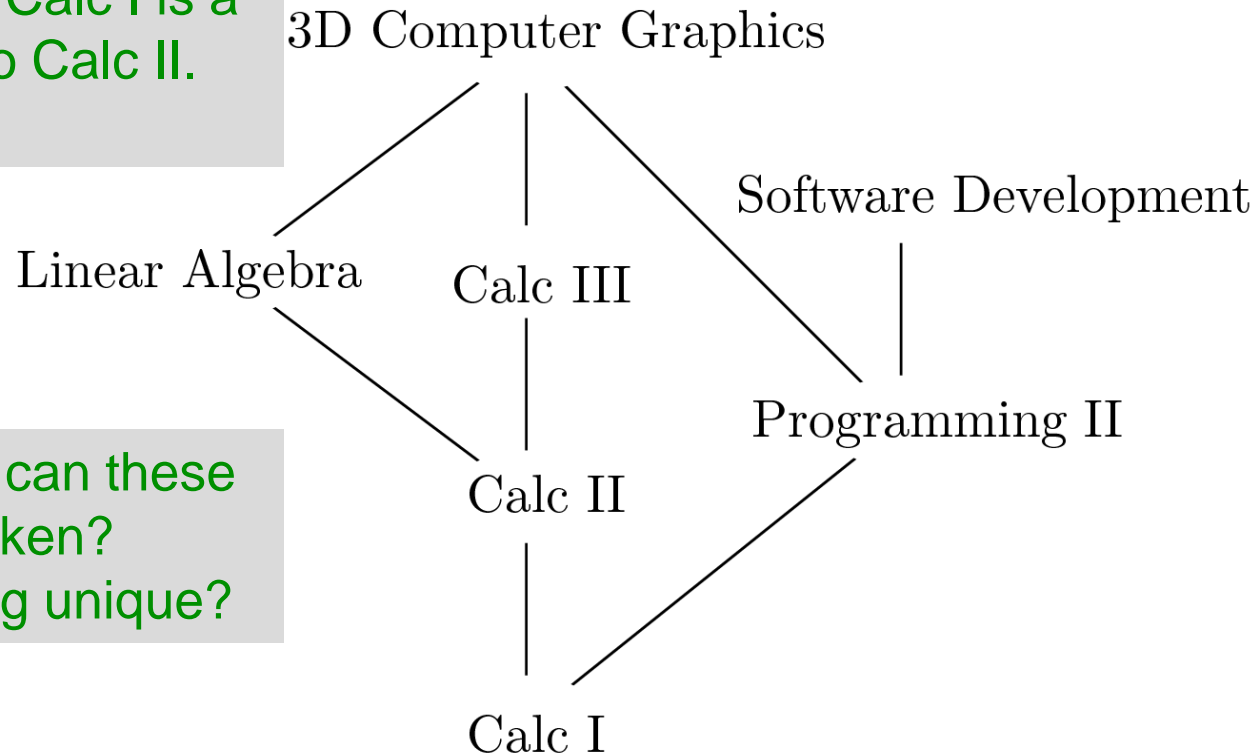 Calc I is a
o Calc II.
3D Computer Graphics
Software Development
Linear Algebra
Calc III
Programming II
can these
ken?
g unique?
Calc II
Calc I